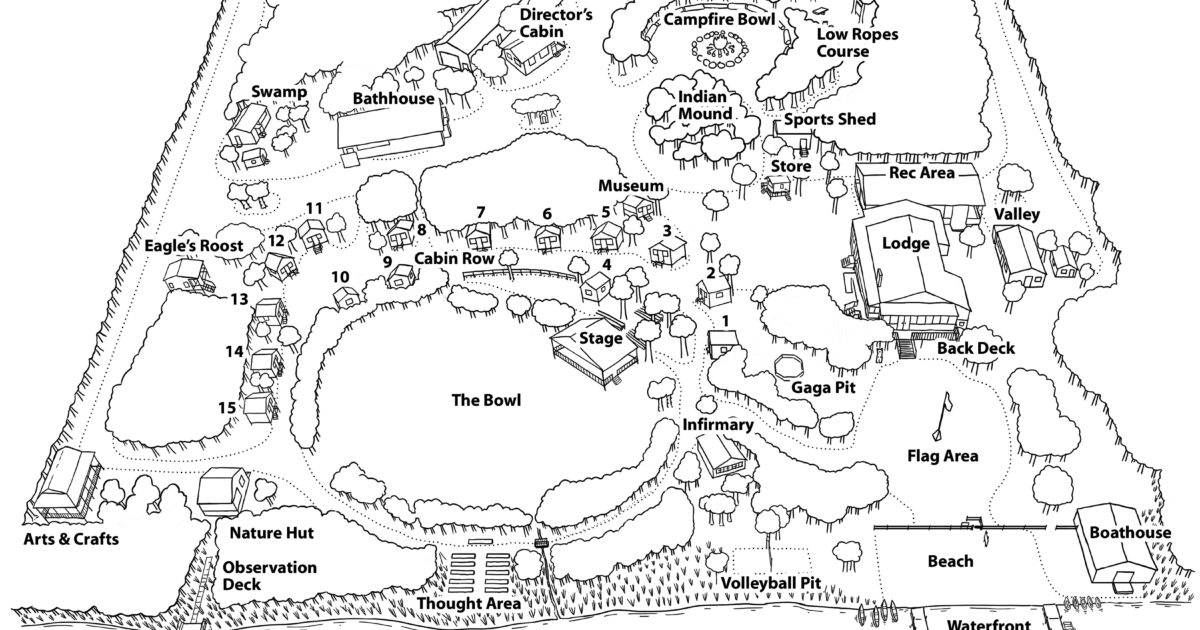 Director's
Cabin
Campfire Bowl
Low Ropes
Course
Swamp
Bathhouse
Indian
Mound
Sports Shed
Store
Rec Area
Museum
Valley
11
7
6
5
8
3
Lodge
Eagle's Roost
12
Cabin Row
9
4
2
10
13
1
Stage
14
Back Deck
Gaga Pit
15
The Bowl
Infirmary
Flag Area
Arts & Crafts
Nature Hut
Boathouse
Observation
Deck
Beach
Volleyball Pit
Thought Area
Waterfront